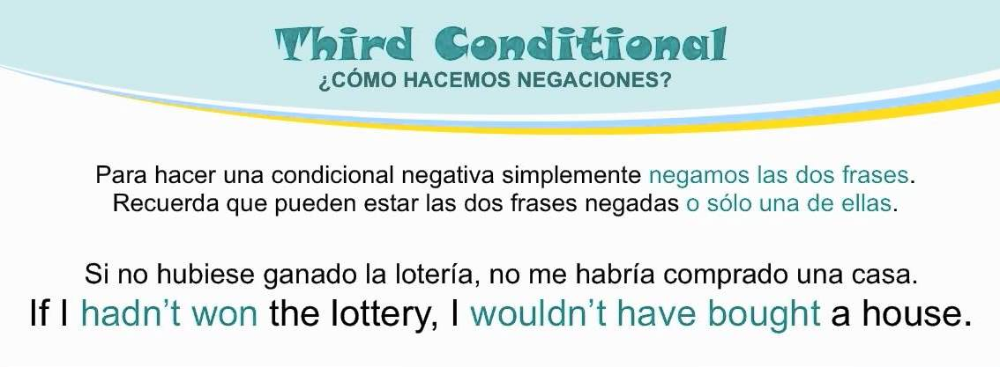 Third Conditional
¿CÓMO HACEMOS NEGACIONES?
Para hacer una condicional negativa simplemente negamos las dos frases.
Recuerda que pueden estar las dos frases negadas o sólo una de ellas.
Si no hubiese ganado la lotería, no me habría comprado una casa.
If I hadn't won the lottery, I wouldn't have bought a house.